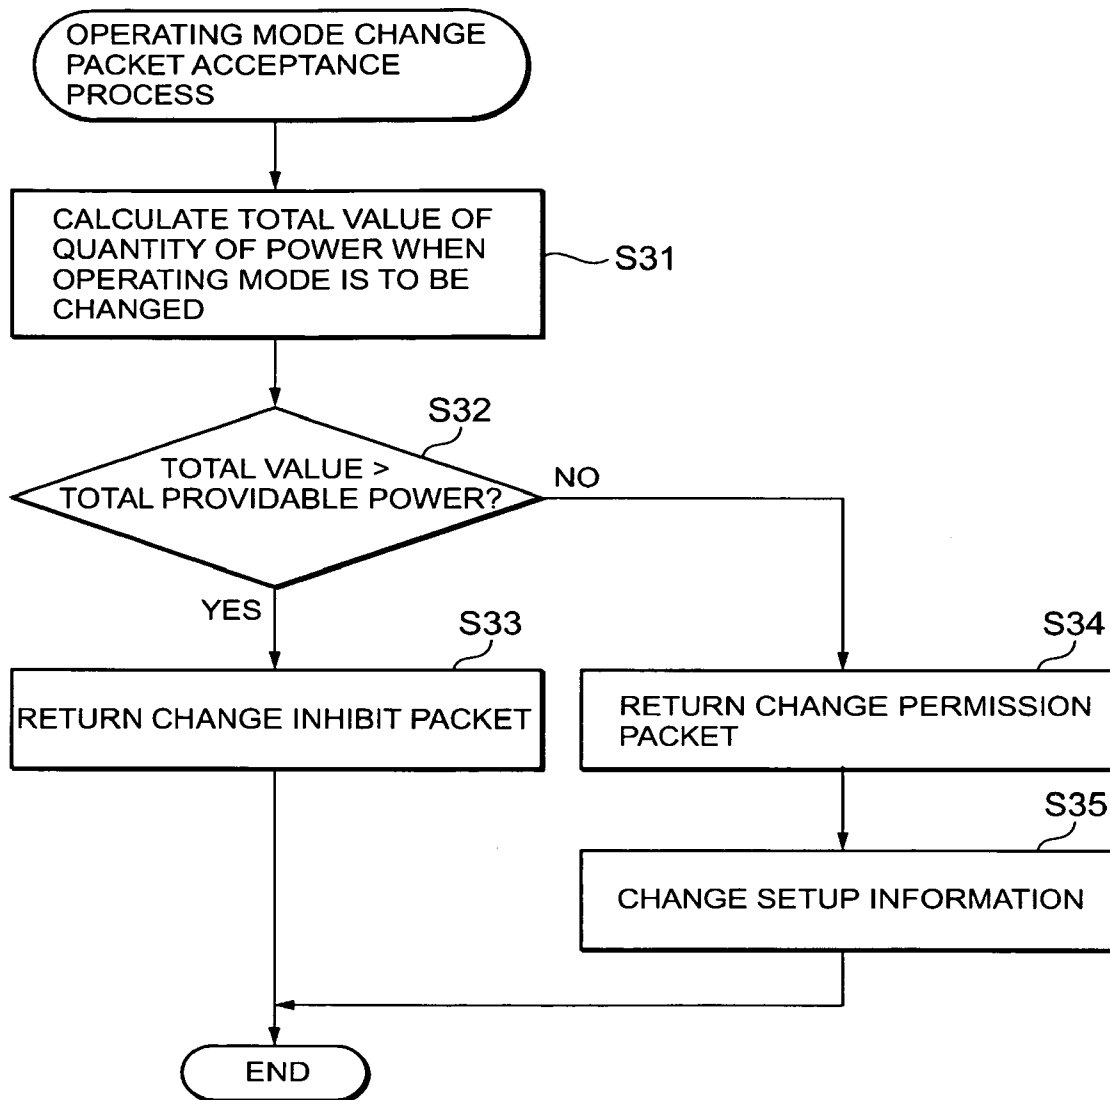 OPERATING MODE CHANGE
PACKET ACCEPTANCE
PROCESS
CALCULATE TOTAL VALUE OF
QUANTITY OF POWER WHEN
OPERATING MODE IS TO BE
CHANGED
S31
S32
TOTAL VALUE >
TOTAL PROVIDABLE POWER?
NO
YES
S33
S34
RETURN CHANGE INHIBIT PACKET
RETURN CHANGE PERMISSION
PACKET
S35
CHANGE SETUP INFORMATION
END